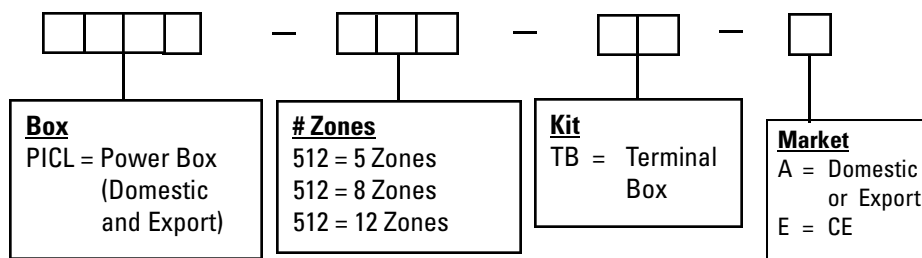 Box
PICL = Power Box
(Domestic
and Export)
# Zones
512 = 5 Zones
512 = 8 Zones
512 = 12 Zones
Kit
TB = Terminal
Box
Market
A = Domestic
or Export
E = CE